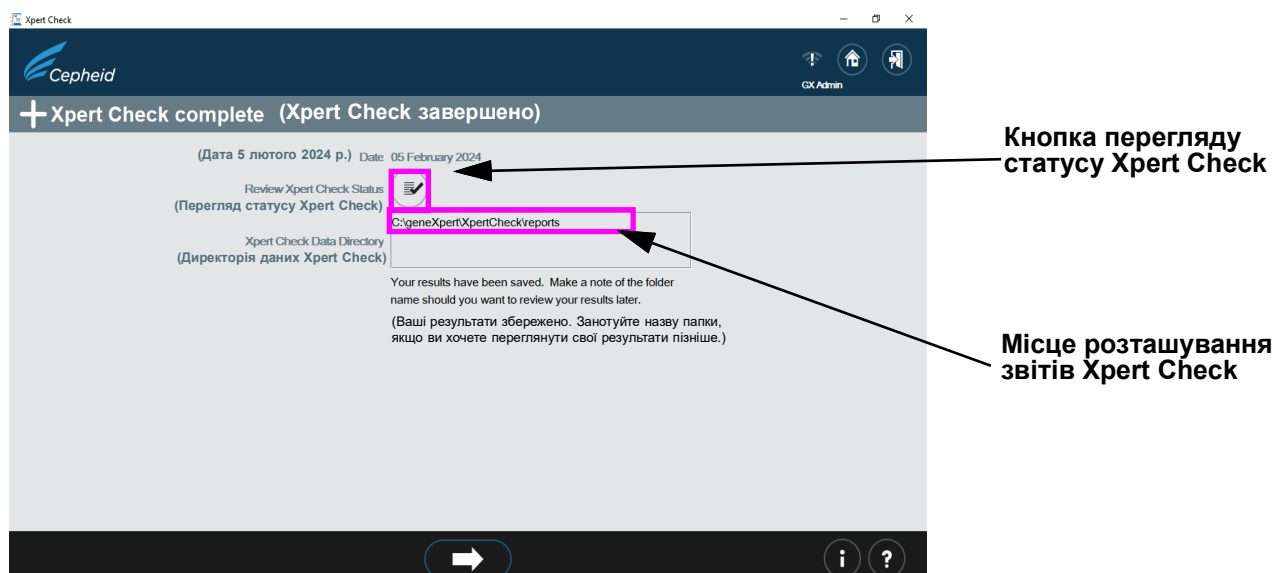 Xpert Check
Cepheid
GX Admin
Xpert Check complete (Xpert Check завершено)
(Дата 5 лютого 2024 р.) Date 05 February 2024
Кнопка перегляду
статусу Xpert Check
Review Xpert Check Status
(Перегляд статусу Xpert Check)
C:\geneXpert\XpertCheck\reports
Xpert Check Data Directory
(Директорія даних Xpert Check)
Your results have been saved. Make a note of the folder
name should you want to review your results later.
(Ваші результати збережено. Занотуйте назву папки,
якщо ви хочете переглянути свої результати пізніше.)
Місце розташування
звітів Xpert Check
i ?